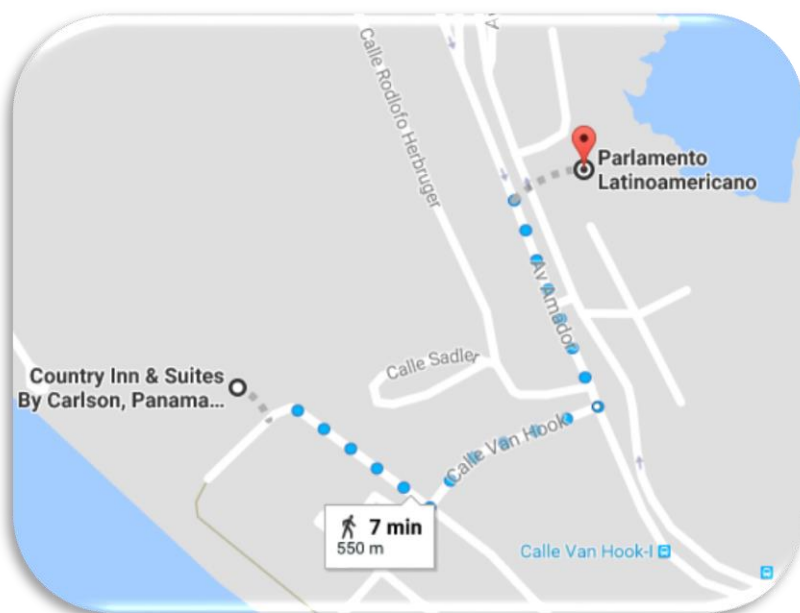 Calle Rodlofo Herbruger
Parlamento
Latinoamericano
Av Amador
Calle Sadler
Country Inn & Suites
By Carlson, Panama...
Calle Van Hook
7 min
550 m
Calle Van Hook-I